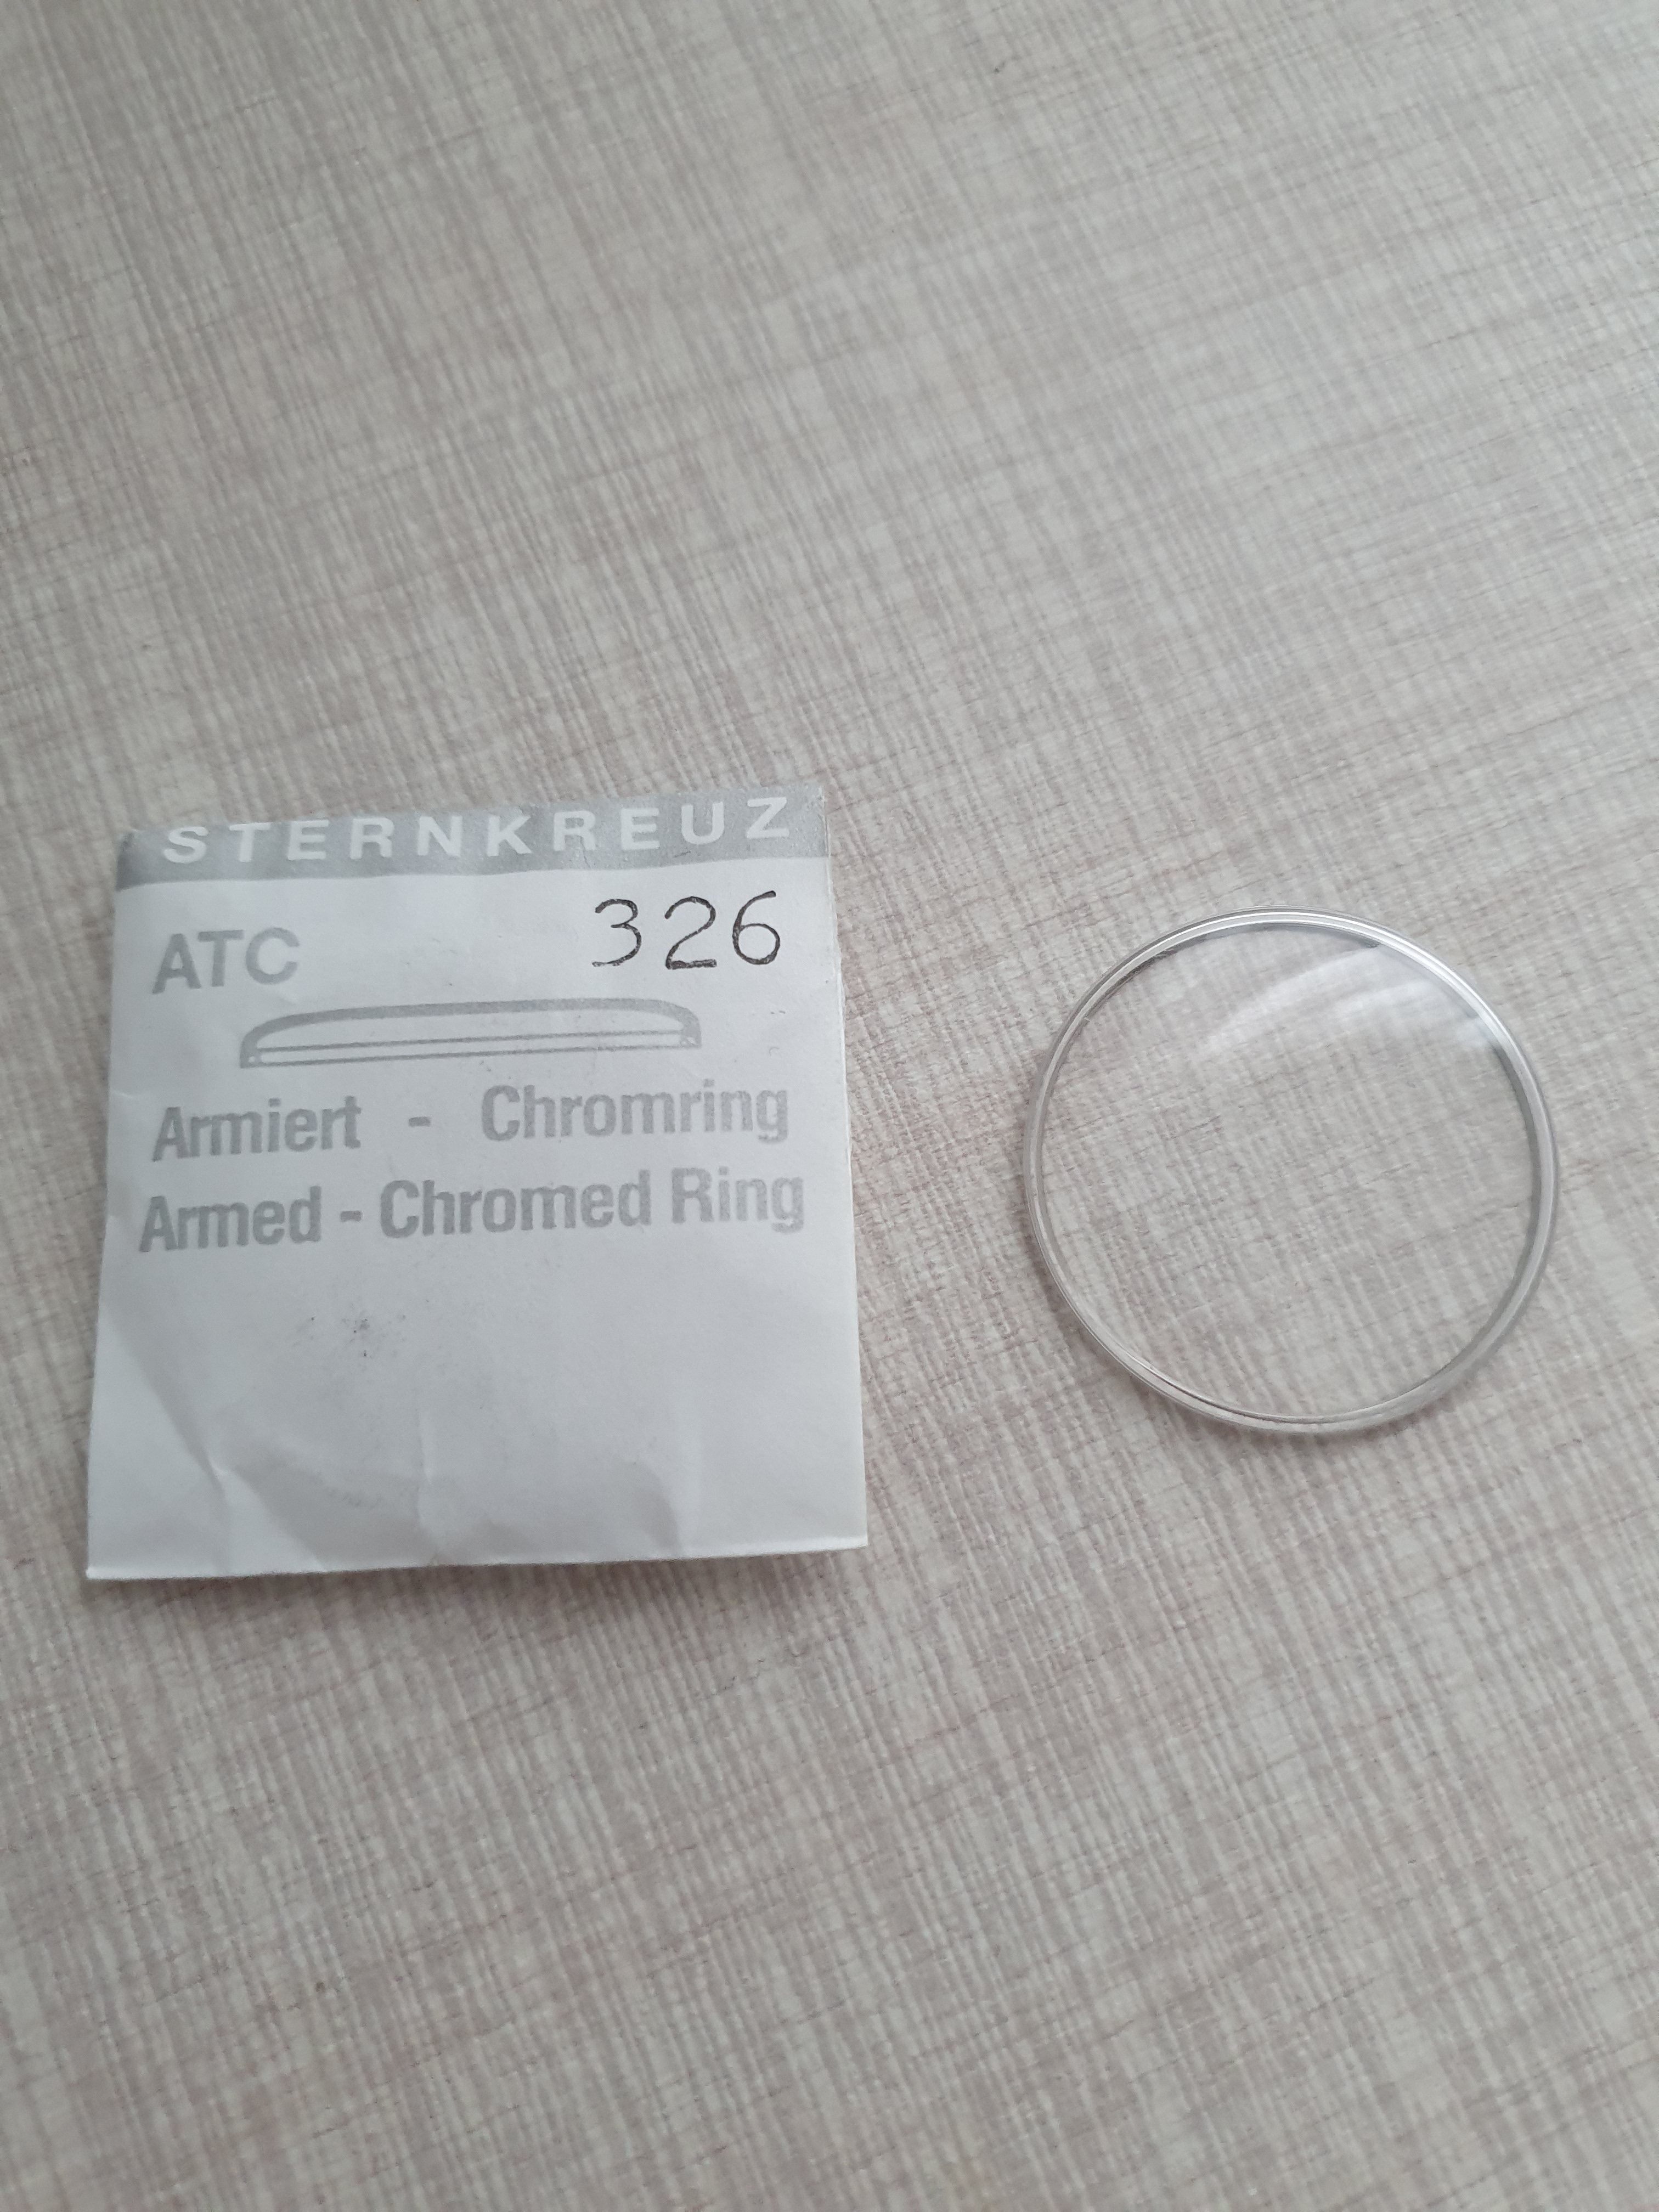 STERNKREUZ
ATC 326
Armiert - Chromring
Armed - Chromed Ring